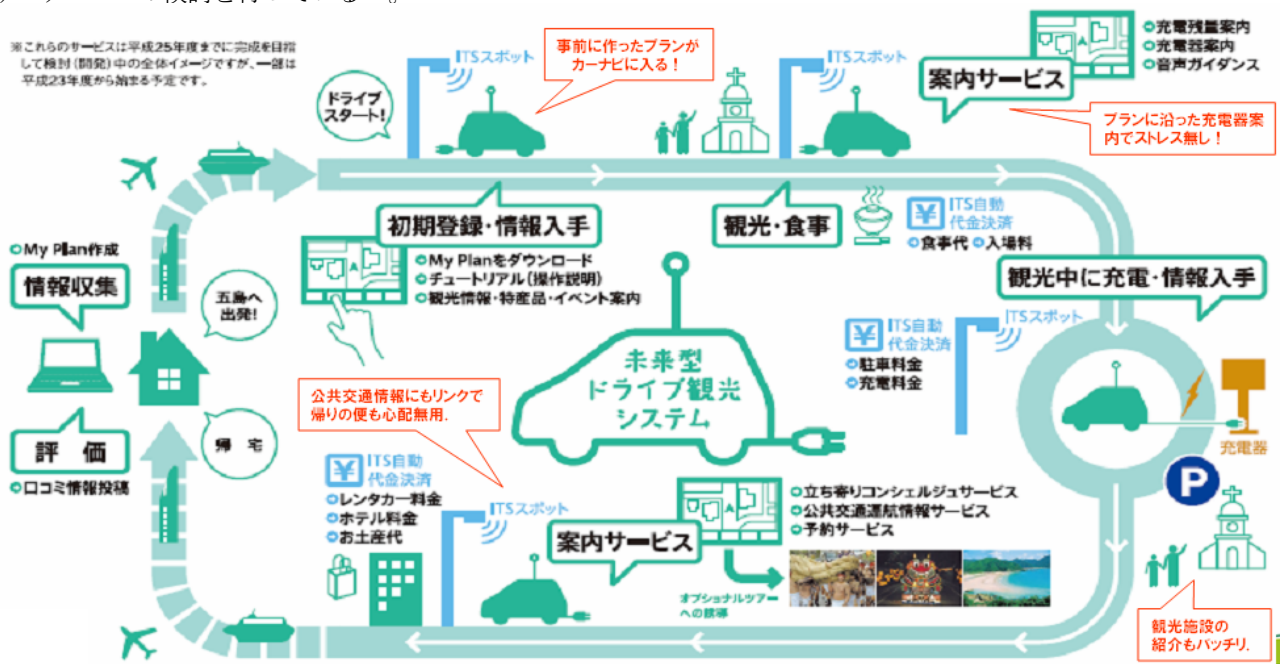 ※これらのサービスは平成25年度までに完成を目指
して検討(開発)中の全体イメージですが、一部は
平成23年度から始まる予定です。
ドライブ
スタート!
ITSスポット
事前に作ったプランが
カーナビに入る！
ITSスポット
案内サービス
充電残量案内
充電器案内
音声ガイダンス
プランに沿った充電器案
内でストレス無し！
初期登録・情報入手
My Planをダウンロード
チュートリアル(操作説明)
観光情報・特産品・イベント案内
観光・食事
¥ ITS自動
代金決済
食事代 入場料
観光中に充電・情報入手
ITSスポット
¥ ITS自動
代金決済
駐車料金
充電料金
充電器
P
観光施設の
紹介もバッチリ.
My Plan作成
情報収集
五島へ
出発!
未来型
ドライブ観光
システム
公共交通情報にもリンクで
帰りの便も心配無用.
評 価
口コミ情報投稿
帰 宅
¥ ITS自動
代金決済
レンタカー料金
ホテル料金
お土産代
ITSスポット
案内サービス
立ち寄りコンシェルジュサービス
公共交通運航情報サービス
予約サービス
オプショナルツアー
への誘導